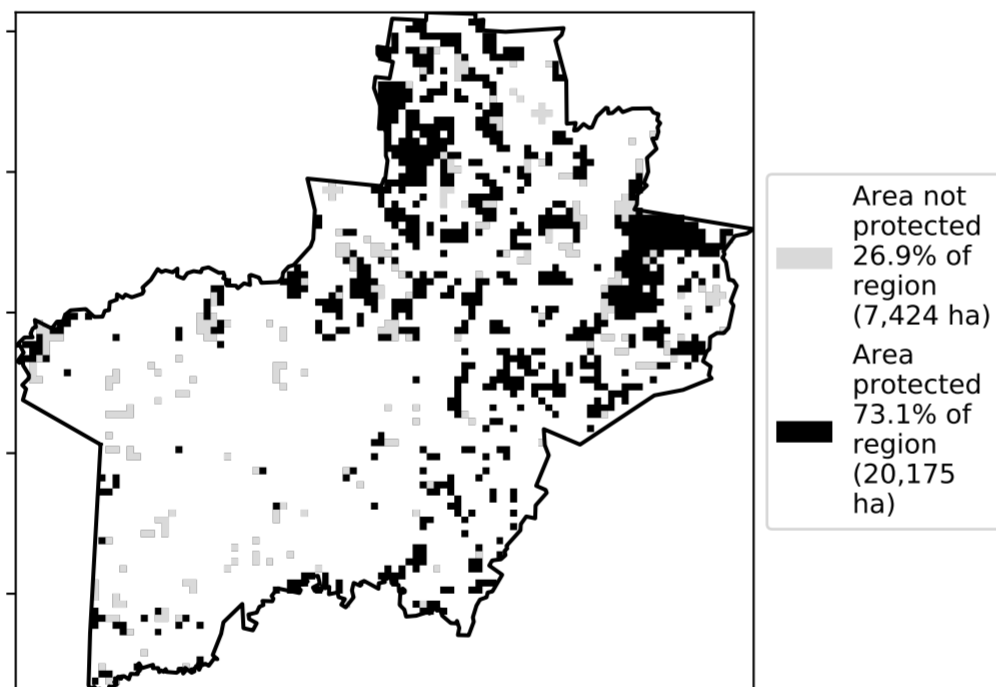 Area not
protected
26.9% of
region
(7,424 ha)
Area
protected
73.1% of
region
(20,175
ha)